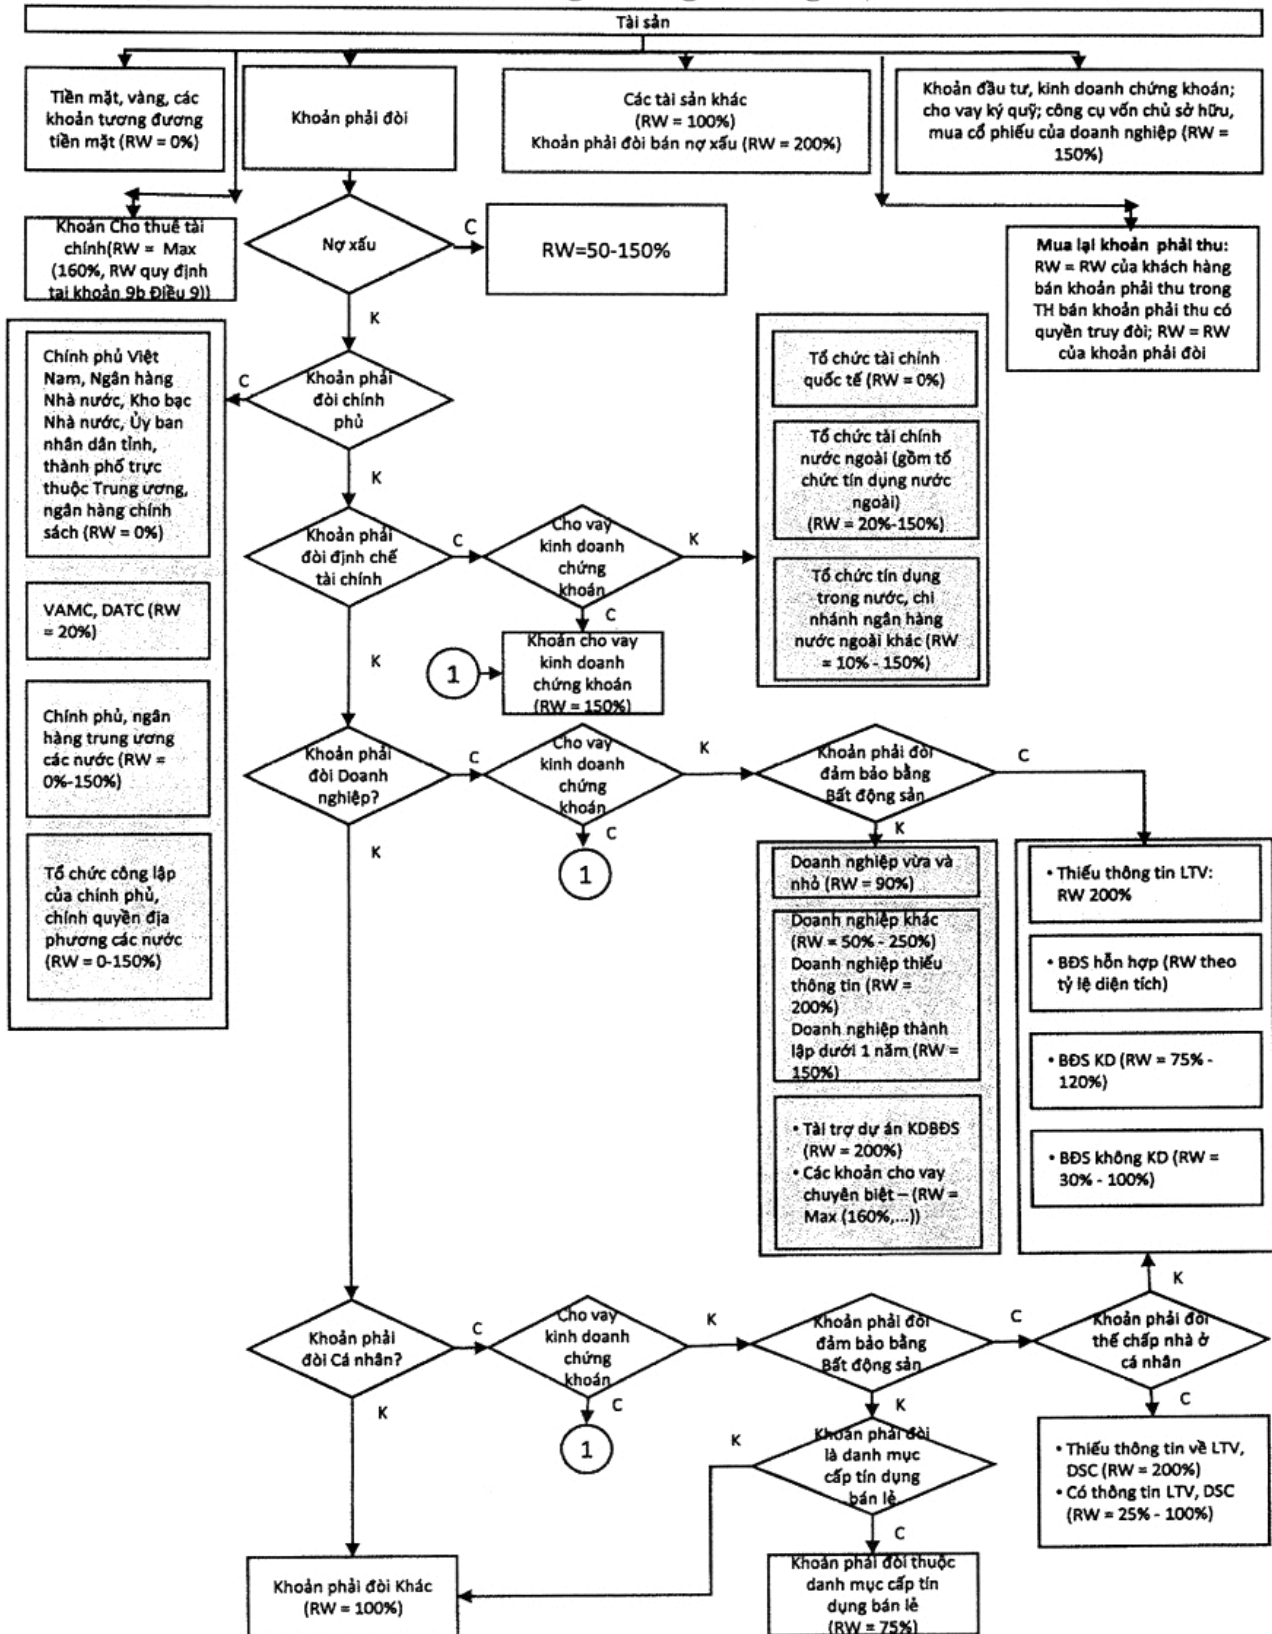 Tài sản
Tiền mặt, vàng, các
khoản tương đương
tiền mặt (RW = 0%)
Khoản phải đòi
Các tài sản khác
(RW = 100%)
Khoản phải đòi bán nợ xấu (RW = 200%)
Khoản đầu tư, kinh doanh chứng khoán;
cho vay ký quỹ; công cụ vốn chủ sở hữu,
mua cổ phiếu của doanh nghiệp (RW =
150%)
Khoản Cho thuê tài
chính(RW = Max
(160%, RW quy định
tại khoản 9b Điều 9))
Nợ xấu
C
RW=50-150%
Mua lại khoản phải thu:
RW = RW của khách hàng
bán khoản phải thu trong
TH bán khoản phải thu có
quyền truy đòi; RW = RW
của khoản phải đòi
K
Chính phủ Việt
Nam, Ngân hàng
Nhà nước, Kho bạc
Nhà nước, Ủy ban
nhân dân tỉnh,
thành phố trực
thuộc Trung ương,
ngân hàng chính
sách (RW = 0%)
VAMC, DATC (RW
= 20%)
Chính phủ, ngân
hàng trung ương
các nước (RW =
0%-150%)
Tổ chức công lập
của chính phủ,
chính quyền địa
phương các nước
(RW = 0-150%)
C
Khoản phải
đòi chính
phủ
K
Khoản phải
đòi định chế
tài chính
C
Cho vay
kinh doanh
chứng
khoán
K
Tổ chức tài chính
quốc tế (RW = 0%)
Tổ chức tài chính
nước ngoài (gồm tổ
chức tín dụng nước
ngoài)
(RW = 20%-150%)
Tổ chức tín dụng
trong nước, chi
nhánh ngân hàng
nước ngoài khác (RW
= 10% - 150%)
C
K
1
Khoản cho vay
kinh doanh
chứng khoán
(RW = 150%)
Khoản phải
đòi Doanh
nghiệp?
C
Cho vay
kinh doanh
chứng
khoán
K
Khoản phải đòi
đảm bảo bằng
Bất động sản
C
C
K
K
1
Doanh nghiệp vừa và
nhỏ (RW = 90%)
Doanh nghiệp khác
(RW = 50% - 250%)
Doanh nghiệp thiếu
thông tin (RW =
200%)
Doanh nghiệp thành
lập dưới 1 năm (RW =
150%)
• Tài trợ dự án KDBĐS
(RW = 200%)
• Các khoản cho vay
chuyên biệt – (RW =
Max (160%,...))
• Thiếu thông tin LTV:
RW 200%
• BĐS hỗn hợp (RW theo
tỷ lệ diện tích)
• BĐS KD (RW = 75% -
120%)
• BĐS không KD (RW =
30% - 100%)
K
Khoản phải
đòi Cá nhân?
C
Cho vay
kinh doanh
chứng
khoán
K
Khoản phải đòi
đảm bảo bằng
Bất động sản
C
Khoản phải đòi
thế chấp nhà ở
cá nhân
K
C
K
C
1
K
Khoản phải đòi
là danh mục
cấp tín dụng
bán lẻ
• Thiếu thông tin về LTV,
DSC (RW = 200%)
• Có thông tin LTV, DSC
(RW = 25% - 100%)
C
Khoản phải đòi Khác
(RW = 100%)
Khoản phải đòi thuộc
danh mục cấp tín
dụng bán lẻ
(RW = 75%)